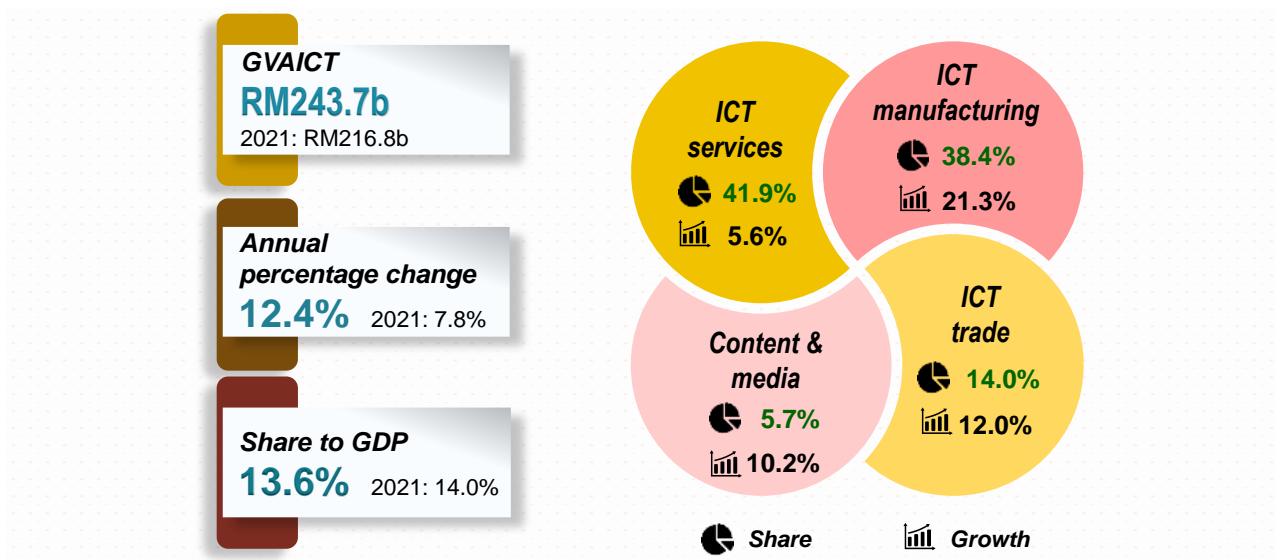 GVAICT
RM243.7b
2021: RM216.8b
Annual
percentage change
12.4% 2021: 7.8%
Share to GDP
13.6% 2021: 14.0%
ICT
services
41.9%
5.6%
ICT
manufacturing
38.4%
21.3%
Content &
media
5.7%
10.2%
ICT
trade
14.0%
12.0%
Share
Growth